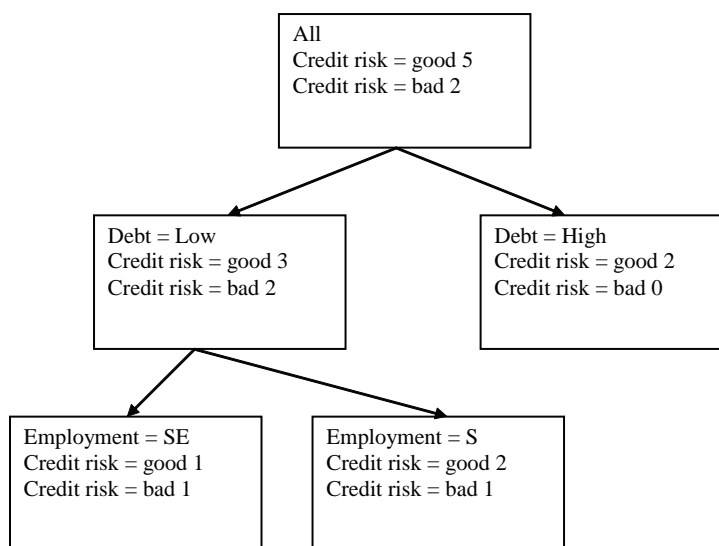 All
Credit risk = good 5
Credit risk = bad 2
Debt = Low
Credit risk = good 3
Credit risk = bad 2
Debt = High
Credit risk = good 2
Credit risk = bad 0
Employment = SE
Credit risk = good 1
Credit risk = bad 1
Employment = S
Credit risk = good 2
Credit risk = bad 1